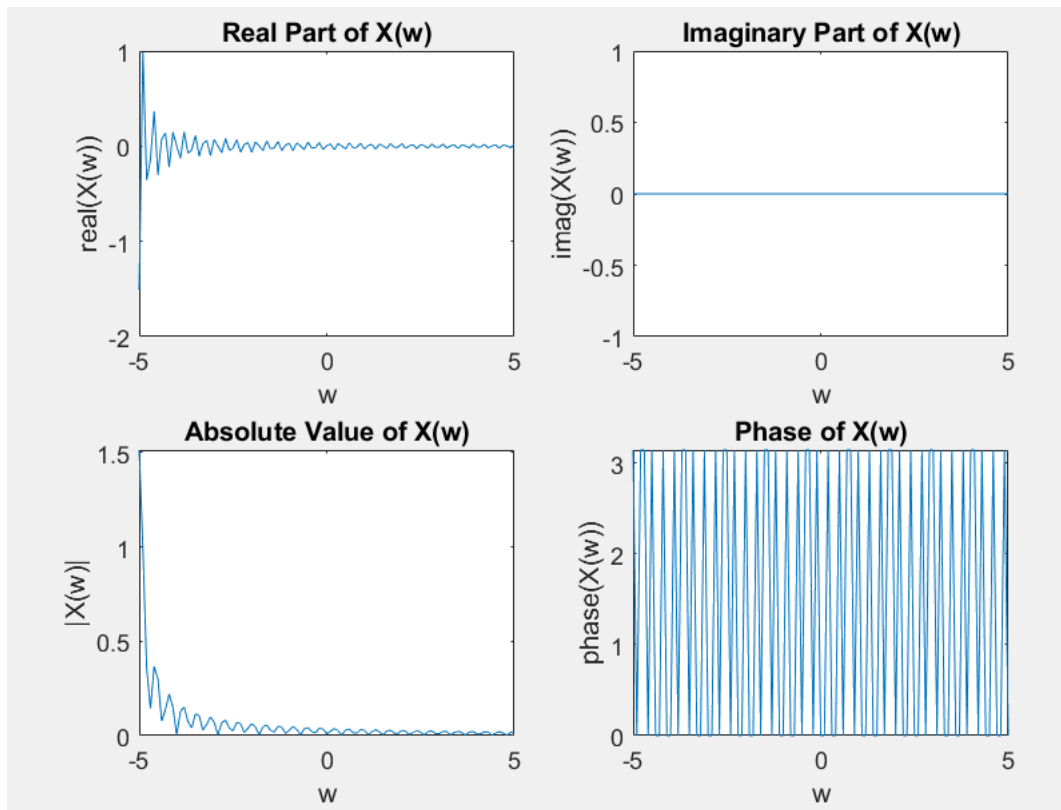 Real Part of X(w)
real(X(w))
1
0
-1
-2
-5
0
5
w
Imaginary Part of X(w)
imag(X(w))
1
0.5
0
-0.5
-1
-5
0
5
w
Absolute Value of X(w)
|X(w)|
1.5
1
0.5
0
-5
0
5
w
Phase of X(w)
phase(X(w))
3
2
1
0
-5
0
5
w